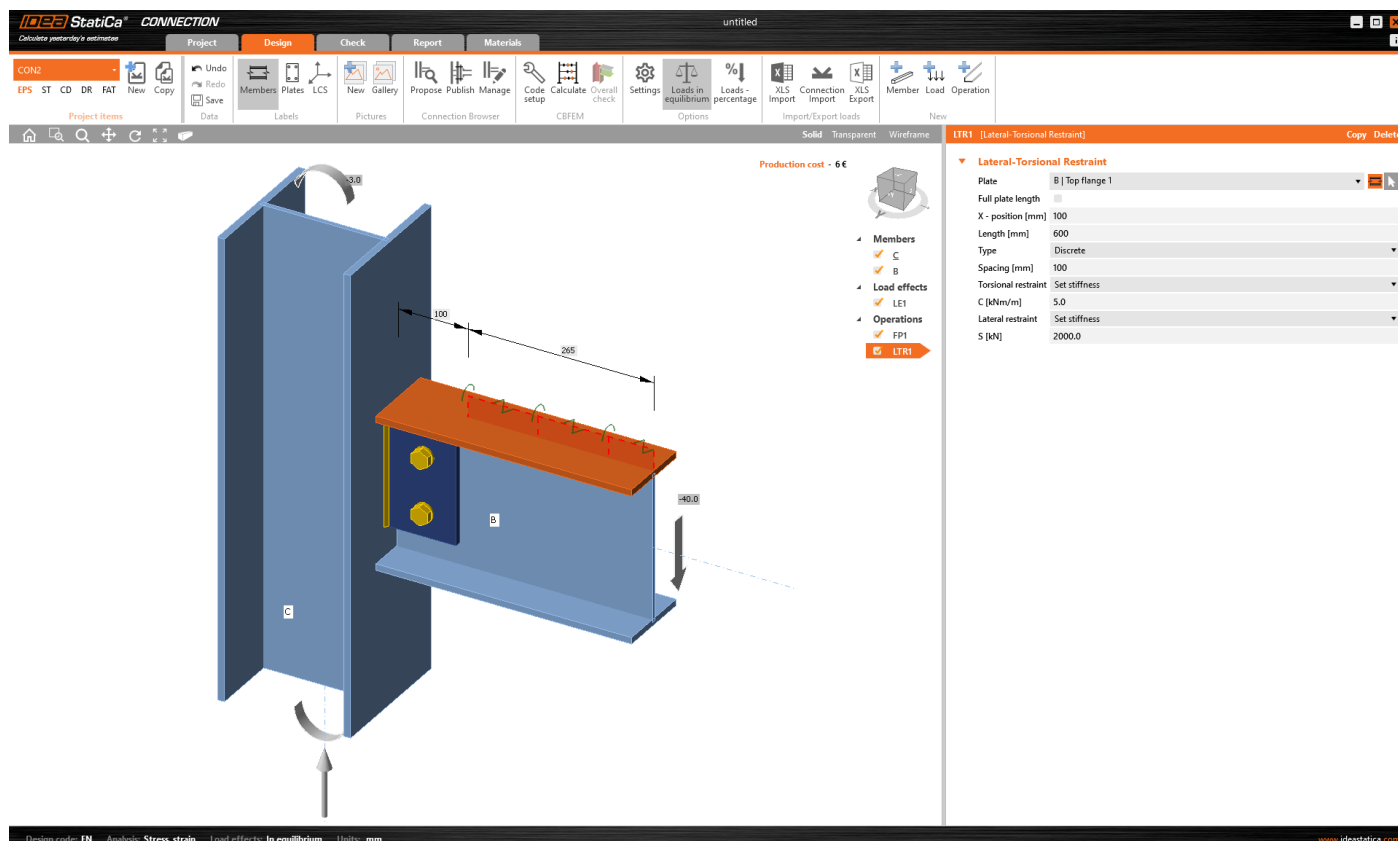 IDEA StatiCa® CONNECTION
untitled
Calculate yesterday's estimates
Project Design Check Report Materials
CON2
EPS ST CD DR FAT New Copy
Undo
Redo
Save
Members Plates LCS
New Gallery
Propose Publish Manage
Code setup Calculate Overall check
Settings Loads in equilibrium Loads - percentage
XLS Import Connection Import XLS Export
Member Load Operation
Project items Data Labels Pictures Connection Browser CBFEM Options Import/Export loads New
Solid Transparent Wireframe
LTR1 [Lateral-Torsional Restraint] Copy Delete
Production cost - 6 €
Members
C
B
Load effects
LE1
Operations
FP1
LTR1
Lateral-Torsional Restraint
Plate B | Top flange 1
Full plate length
X - position [mm] 100
Length [mm] 600
Type Discrete
Spacing [mm] 100
Torsional restraint Set stiffness
C [kNm/m] 5.0
Lateral restraint Set stiffness
S [kN] 2000.0
-3.0
100
265
-40.0
B
C
Design code: EN Analysis: Stress, strain Load effects: In equilibrium Units: mm
www.ideastatica.com